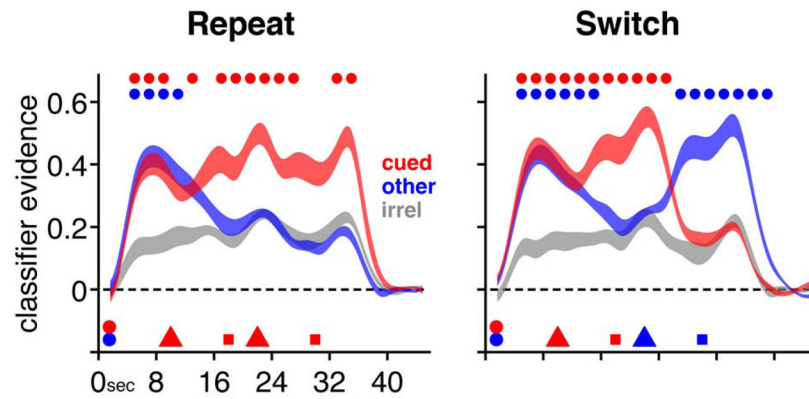 Repeat
Switch
classifier evidence
0.6
0.4
0.2
0
cued
other
irrel
0sec 8 16 24 32 40